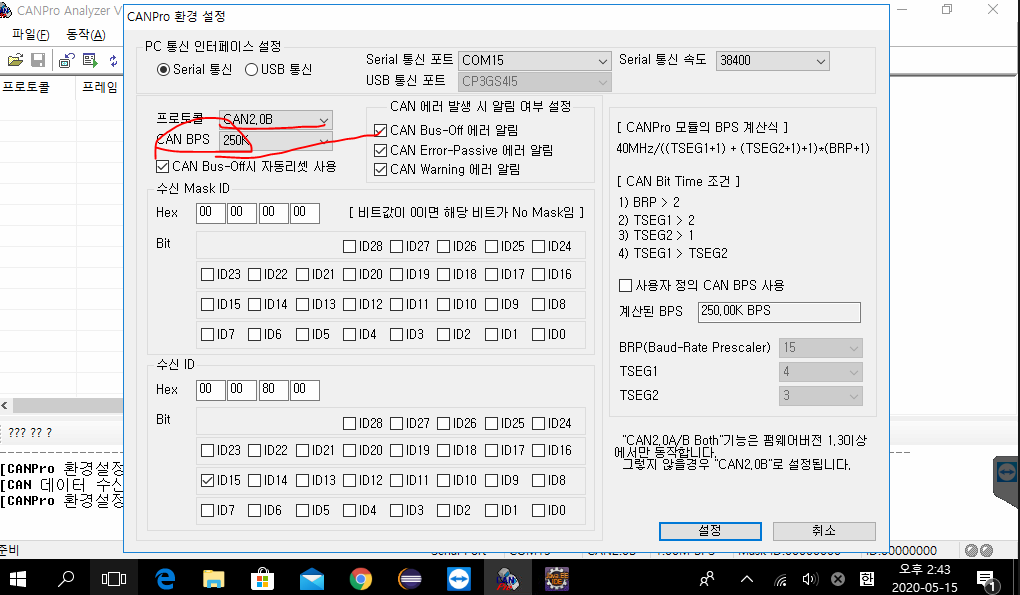 CANPro Analyzer V
CANPro 환경 설정
파일(F) 동작(A)
프로토콜 프레임
PC 통신 인터페이스 설정
Serial 통신 USB 통신
Serial 통신 포트 COM15
Serial 통신 속도 38400
USB 통신 포트 CP3GS4I5
프로토콜 CAN2.0B
CAN BPS 250K
CAN Bus-Off시 자동리셋 사용
CAN 에러 발생 시 알림 여부 설정
CAN Bus-Off 에러 알림
CAN Error-Passive 에러 알림
CAN Warning 에러 알림
수신 Mask ID
Hex 00 00 00 00 [ 비트값이 0이면 해당 비트가 No Mask임 ]
Bit
ID28 ID27 ID26 ID25 ID24
ID23 ID22 ID21 ID20 ID19 ID18 ID17 ID16
ID15 ID14 ID13 ID12 ID11 ID10 ID9 ID8
ID7 ID6 ID5 ID4 ID3 ID2 ID1 ID0
수신 ID
Hex 00 00 80 00
Bit
ID28 ID27 ID26 ID25 ID24
ID23 ID22 ID21 ID20 ID19 ID18 ID17 ID16
ID15 ID14 ID13 ID12 ID11 ID10 ID9 ID8
ID7 ID6 ID5 ID4 ID3 ID2 ID1 ID0
[ CANPro 모듈의 BPS 계산식 ]
40MHz/((TSEG1+1) + (TSEG2+1)+1)*(BRP+1)
[ CAN Bit Time 조건 ]
1) BRP > 2
2) TSEG1 > 2
3) TSEG2 > 1
4) TSEG1 > TSEG2
사용자 정의 CAN BPS 사용
계산된 BPS 250.00K BPS
BRP(Baud-Rate Prescaler) 15
TSEG1 4
TSEG2 3
"CAN2.0A/B Both"기능은 펌웨어버전 1.3이상
에서만 동작합니다.
그렇지 않을경우 "CAN2.0B"로 설정됩니다.
설정 취소
??? ?? ?
[CANPro 환경설정
[CAN 데이터 수신
[CANPro 환경설정
준비
Serial Port COM15 CAN2.0B 1.00M BPS Mask ID:00000000 ID:00000000
한
오후 2:43
2020-05-15
1